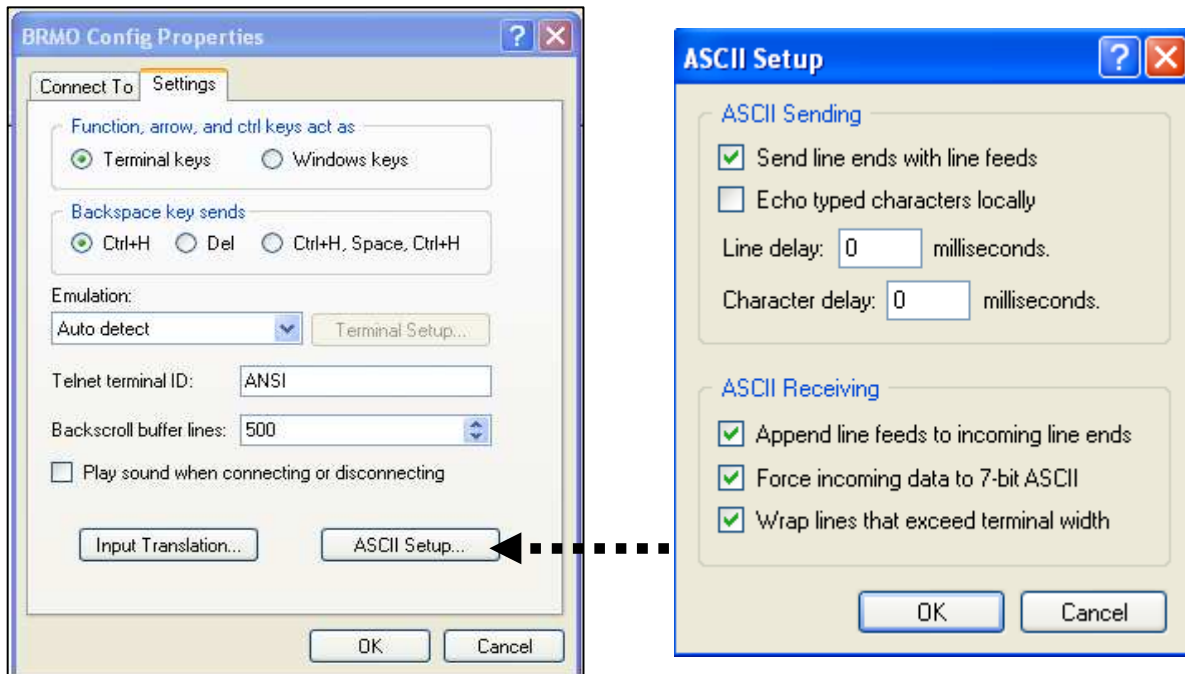 BRMO Config Properties
Connect To Settings
Function, arrow, and ctrl keys act as
Terminal keys Windows keys
Backspace key sends
Ctrl+H Del Ctrl+H, Space, Ctrl+H
Emulation:
Auto detect Terminal Setup...
Telnet terminal ID: ANSI
Backscroll buffer lines: 500
Play sound when connecting or disconnecting
Input Translation... ASCII Setup...
OK Cancel
ASCII Setup
ASCII Sending
Send line ends with line feeds
Echo typed characters locally
Line delay: 0 milliseconds.
Character delay: 0 milliseconds.
ASCII Receiving
Append line feeds to incoming line ends
Force incoming data to 7-bit ASCII
Wrap lines that exceed terminal width
OK Cancel